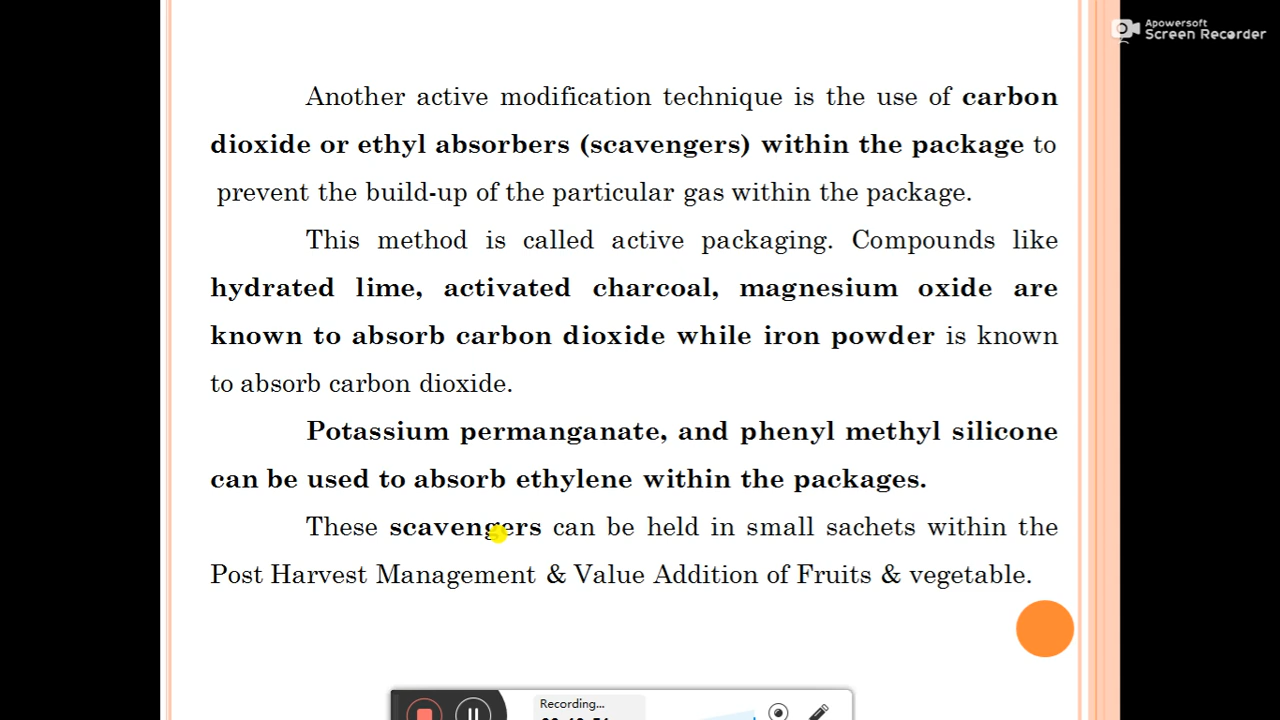 Apowersoft
Screen Recorder
Another active modification technique is the use of carbon
dioxide or ethyl absorbers (scavengers) within the package to
prevent the build-up of the particular gas within the package.
This method is called active packaging. Compounds like
hydrated lime, activated charcoal, magnesium oxide are
known to absorb carbon dioxide while iron powder is known
to absorb carbon dioxide.
Potassium permanganate, and phenyl methyl silicone
can be used to absorb ethylene within the packages.
These scavengers can be held in small sachets within the
Post Harvest Management & Value Addition of Fruits & vegetable.
Recording...